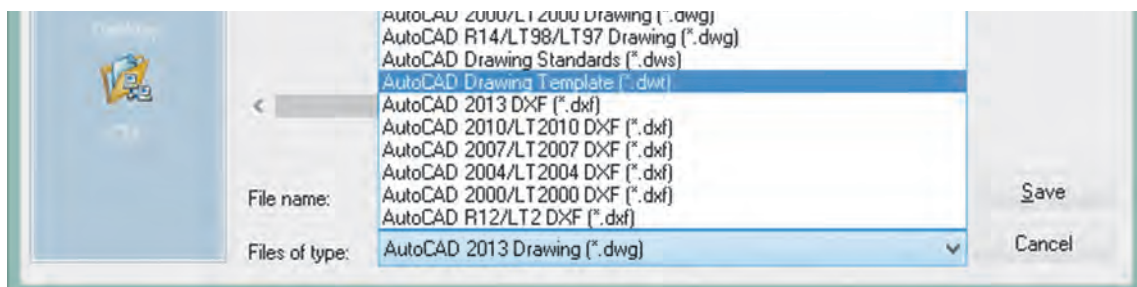 AutoCAD 2000/LT2000 Drawing (*.dwg)
AutoCAD R14/LT98/LT97 Drawing (*.dwg)
AutoCAD Drawing Standards (*.dws)
AutoCAD Drawing Template (*.dwt)
AutoCAD 2013 DXF (*.dxf)
AutoCAD 2010/LT2010 DXF (*.dxf)
AutoCAD 2007/LT2007 DXF (*.dxf)
AutoCAD 2004/LT2004 DXF (*.dxf)
AutoCAD 2000/LT2000 DXF (*.dxf)
AutoCAD R12/LT2 DXF (*.dxf)
File name:
Save
Files of type:
AutoCAD 2013 Drawing (*.dwg)
Cancel